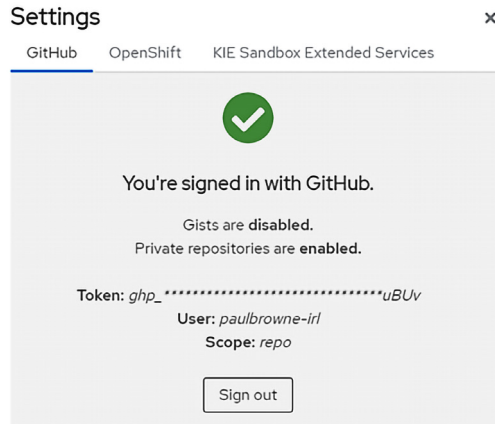 Settings
GitHub OpenShift KIE Sandbox Extended Services
You're signed in with GitHub.
Gists are disabled.
Private repositories are enabled.
Token: ghp_********************************uBUv
User: paulbrowne-irl
Scope: repo
Sign out